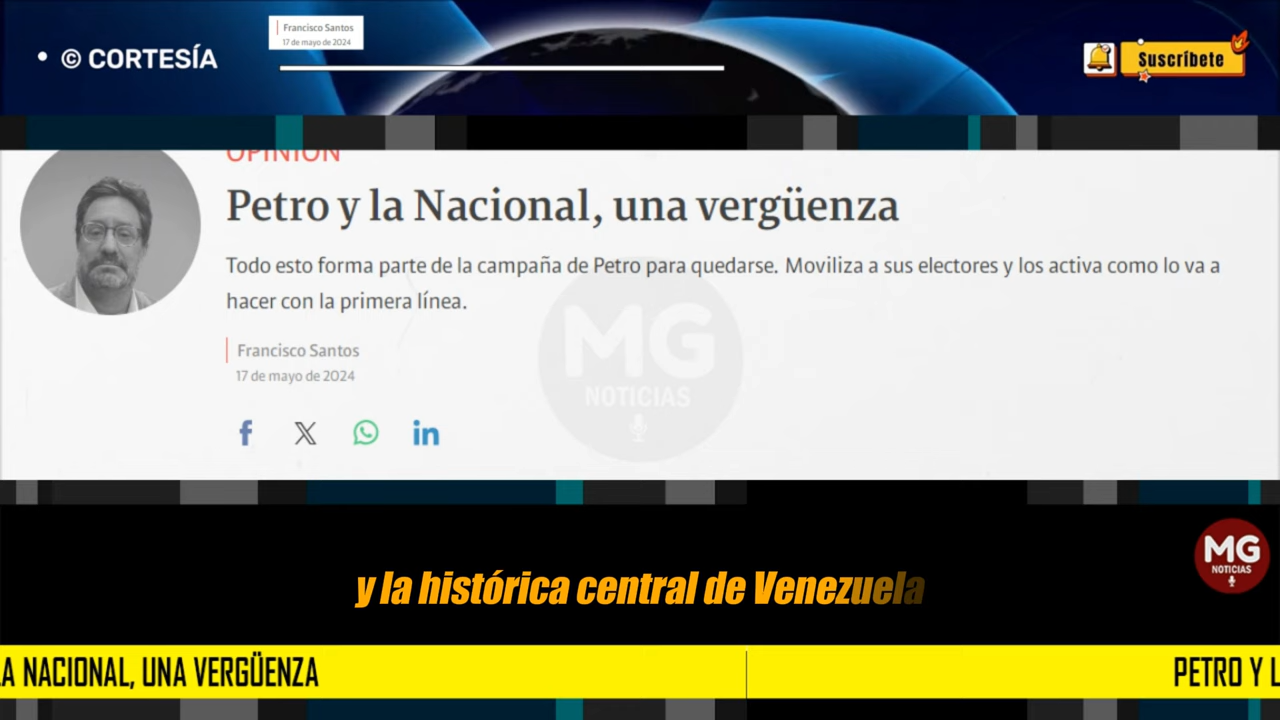 Francisco Santos
17 de mayo de 2024
• © CORTESÍA
Suscríbete
OPINIÓN
Petro y la Nacional, una vergüenza
Todo esto forma parte de la campaña de Petro para quedarse. Moviliza a sus electores y los activa como lo va a
hacer con la primera línea.
Francisco Santos
17 de mayo de 2024
MG
NOTICIAS
y la histórica central de Venezuela
MG
NOTICIAS
LA NACIONAL, UNA VERGÜENZA
PETRO Y L